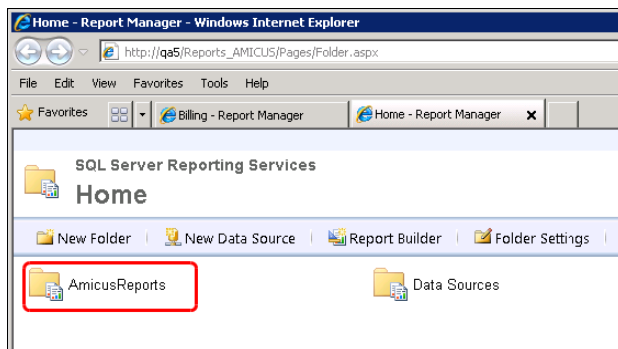 Home - Report Manager - Windows Internet Explorer
http://qa5/Reports_AMICUS/Pages/Folder.aspx
File Edit View Favorites Tools Help
Favorites Billing - Report Manager Home - Report Manager x
SQL Server Reporting Services
Home
New Folder New Data Source Report Builder Folder Settings
AmicusReports Data Sources